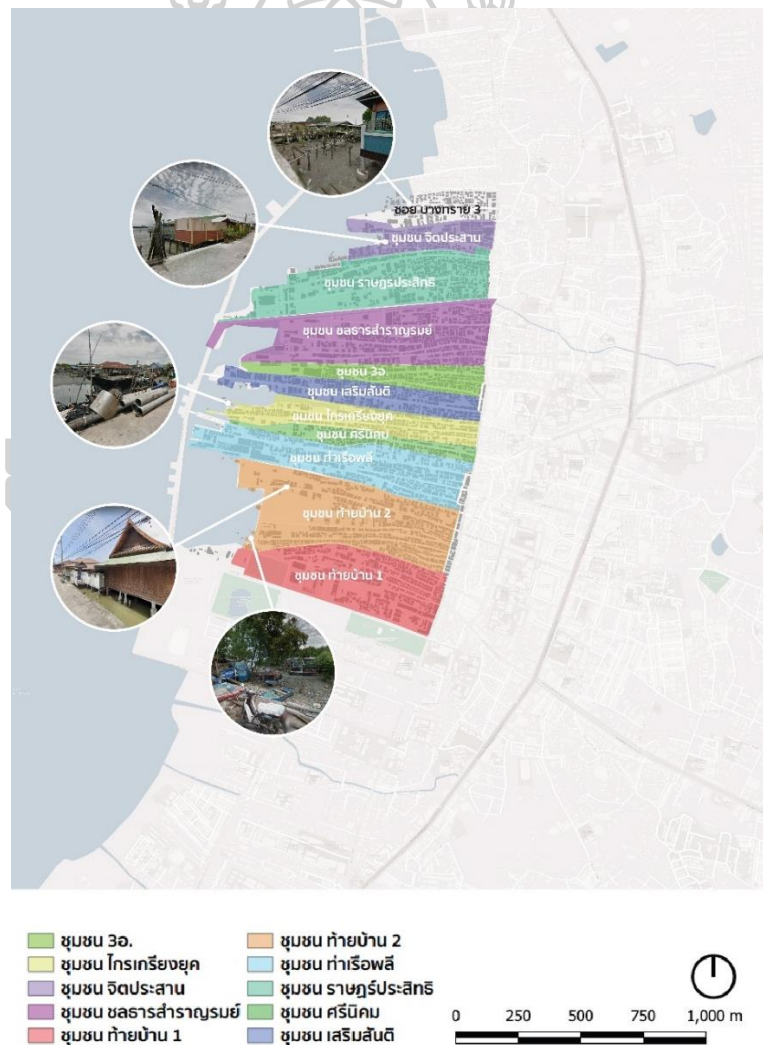 ซอย บางทราย 3
ชุมชน จิตประสาน
ชุมชน ราษฎรประสิทธิ
ชุมชน ชลธารสำราญรมย์
ชุมชน 3อ.
ชุมชน เสริมสันติ
ชุมชน ไกรเกรียงยุค
ชุมชน ศรีนิคม
ชุมชน ท่าเรือพลี
ชุมชน ท้ายบ้าน 2
ชุมชน ท้ายบ้าน 1
ชุมชน 3อ.
ชุมชน ไกรเกรียงยุค
ชุมชน จิตประสาน
ชุมชน ชลธารสำราญรมย์
ชุมชน ท้ายบ้าน 1
ชุมชน ท้ายบ้าน 2
ชุมชน ท่าเรือพลี
ชุมชน ราษฎร์ประสิทธิ
ชุมชน ศรีนิคม
ชุมชน เสริมสันติ
0 250 500 750 1,000 m